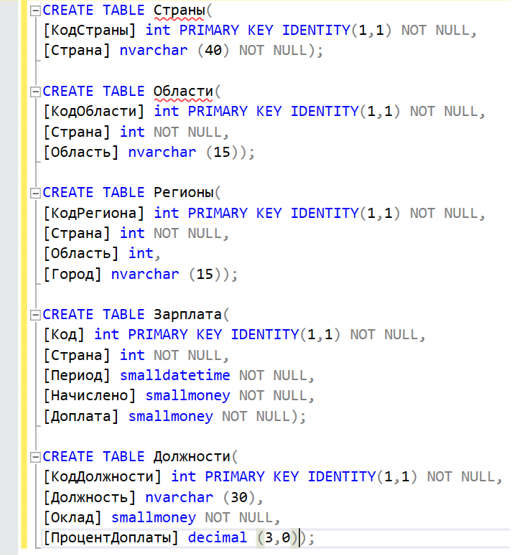 CREATE TABLE Страны(
[КодСтраны] int PRIMARY KEY IDENTITY(1,1) NOT NULL,
[Страна] nvarchar (40) NOT NULL);
CREATE TABLE Области(
[КодОбласти] int PRIMARY KEY IDENTITY(1,1) NOT NULL,
[Страна] int NOT NULL,
[Область] nvarchar (15));
CREATE TABLE Регионы(
[КодРегиона] int PRIMARY KEY IDENTITY(1,1) NOT NULL,
[Страна] int NOT NULL,
[Область] int,
[Город] nvarchar (15));
CREATE TABLE Зарплата(
[Код] int PRIMARY KEY IDENTITY(1,1) NOT NULL,
[Страна] int NOT NULL,
[Период] smalldatetime NOT NULL,
[Начислено] smallmoney NOT NULL,
[Доплата] smallmoney NOT NULL);
CREATE TABLE Должности(
[КодДолжности] int PRIMARY KEY IDENTITY(1,1) NOT NULL,
[Должность] nvarchar (30),
[Оклад] smallmoney NOT NULL,
[ПроцентДоплаты] decimal (3,0));